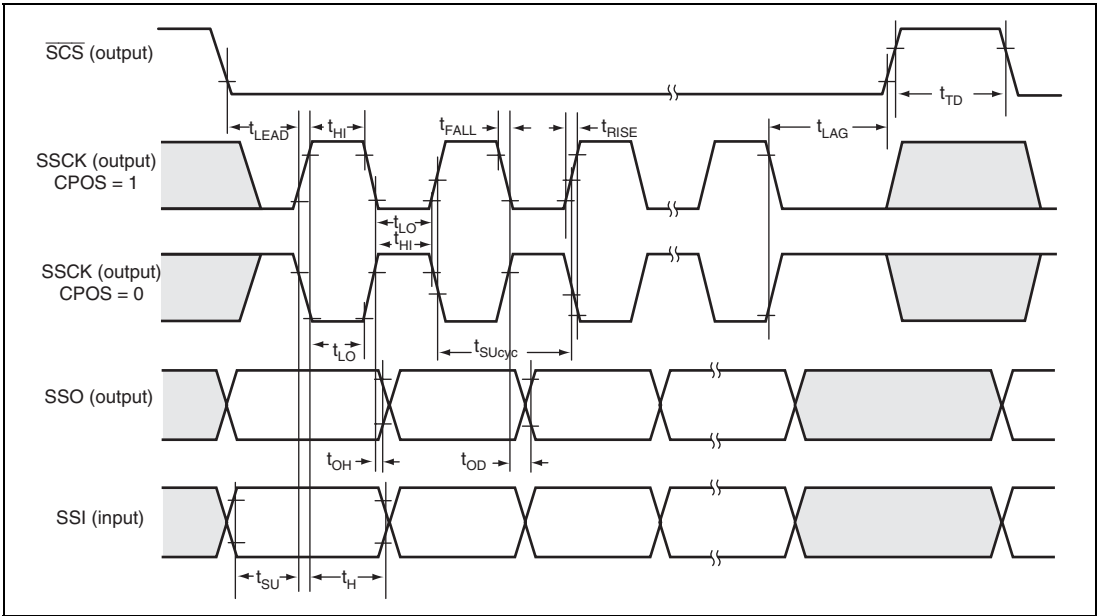 SCS (output)
tTD
tLEAD
tHI
tFALL
tRISE
tLAG
SSCK (output)
CPOS = 1
tLO
tHI
SSCK (output)
CPOS = 0
tLO
tSUcyc
SSO (output)
tOH
tOD
SSI (input)
tSU
tH